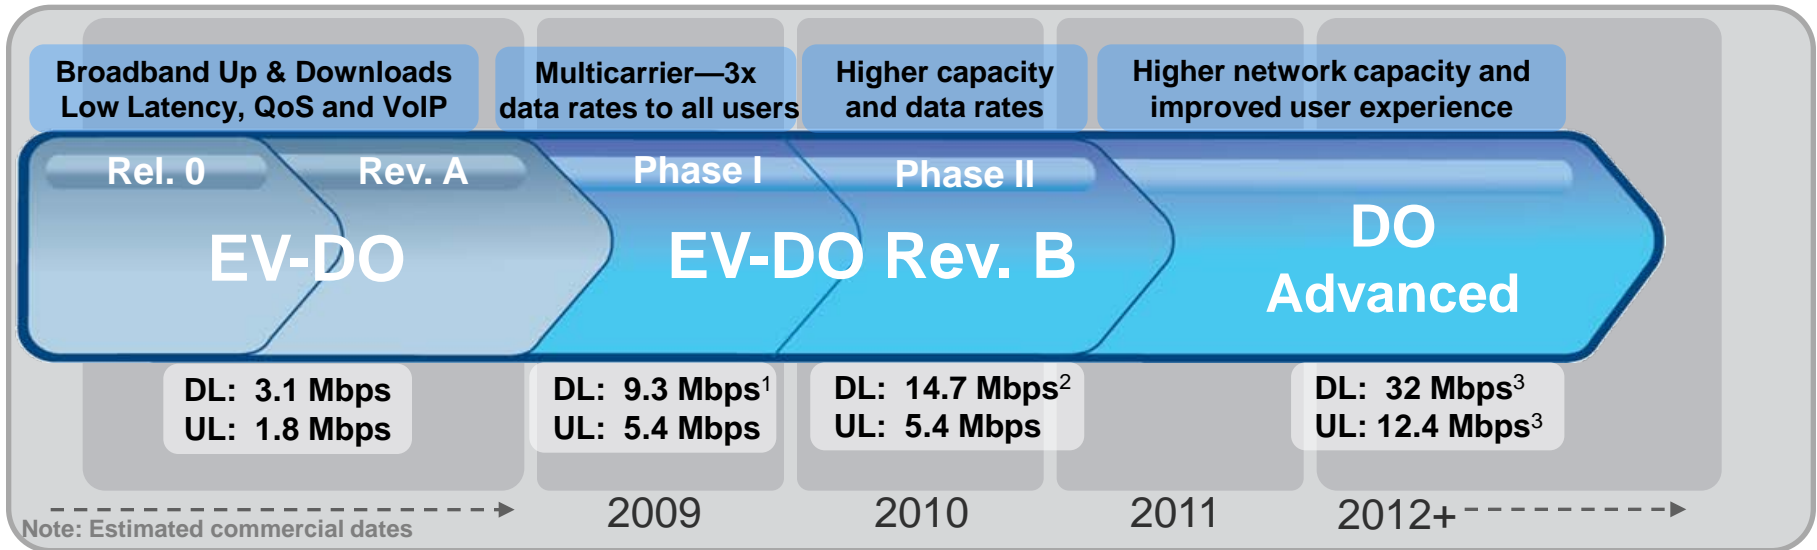 Broadband Up & Downloads
Low Latency, QoS and VoIP
Multicarrier—3x
data rates to all users
Higher capacity
and data rates
Higher network capacity and
improved user experience
Rel. 0
Rev. A
Phase I
Phase II
EV-DO
EV-DO Rev. B
DO
Advanced
DL: 3.1 Mbps
UL: 1.8 Mbps
DL: 9.3 Mbps¹
UL: 5.4 Mbps
DL: 14.7 Mbps²
UL: 5.4 Mbps
DL: 32 Mbps³
UL: 12.4 Mbps³
2009
2010
2011
2012+
Note: Estimated commercial dates